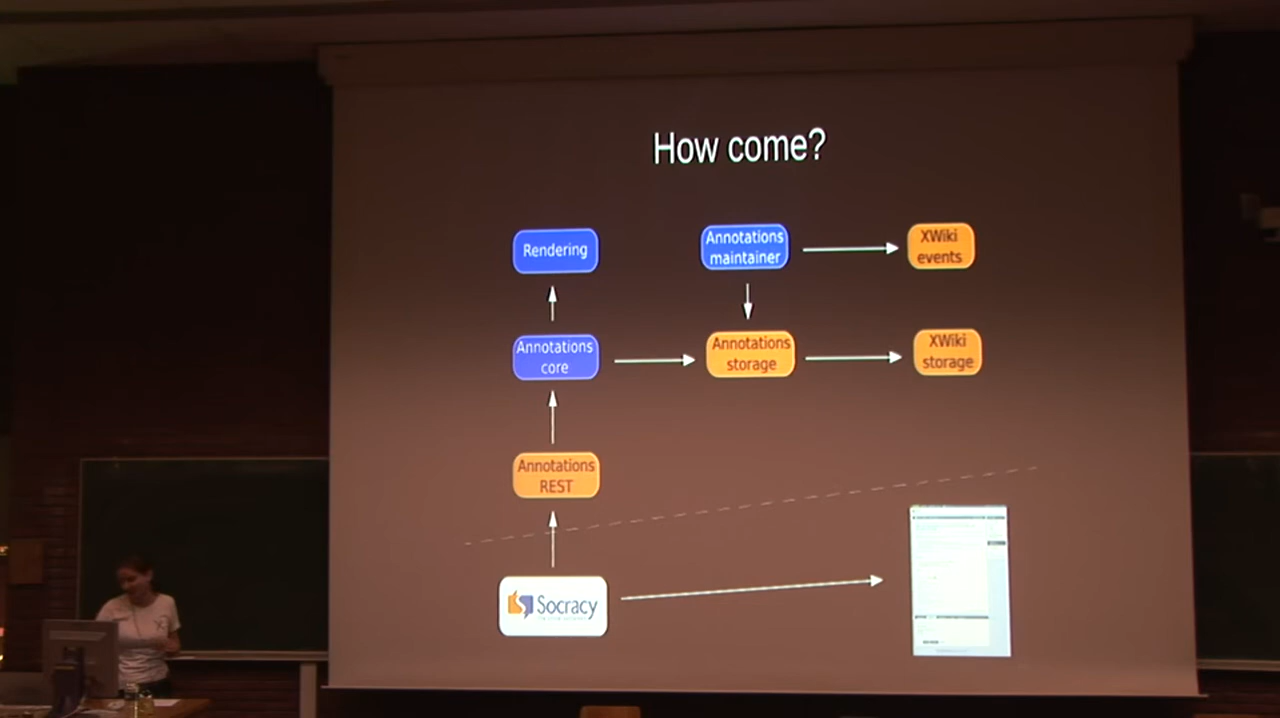 How come?
Rendering
Annotations
maintainer
XWiki
events
Annotations
core
Annotations
storage
XWiki
storage
Annotations
REST
Socracy